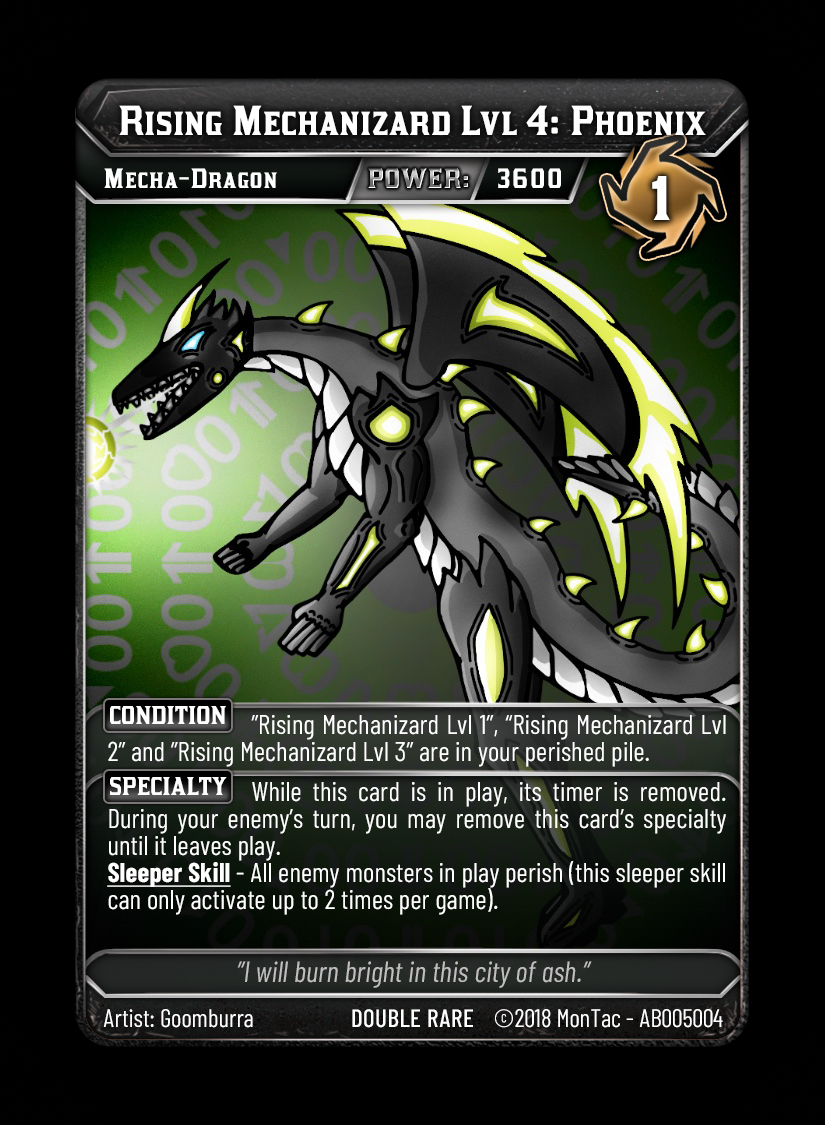 Rising Mechanizard Lvl 4: Phoenix
Mecha-Dragon POWER: 3600
1
CONDITION "Rising Mechanizard Lvl 1", "Rising Mechanizard Lvl
2" and "Rising Mechanizard Lvl 3" are in your perished pile.
SPECIALTY While this card is in play, its timer is removed.
During your enemy's turn, you may remove this card's specialty
until it leaves play.
Sleeper Skill - All enemy monsters in play perish (this sleeper skill
can only activate up to 2 times per game).
"I will burn bright in this city of ash."
Artist: Goomburra DOUBLE RARE ©2018 MonTac - AB005004